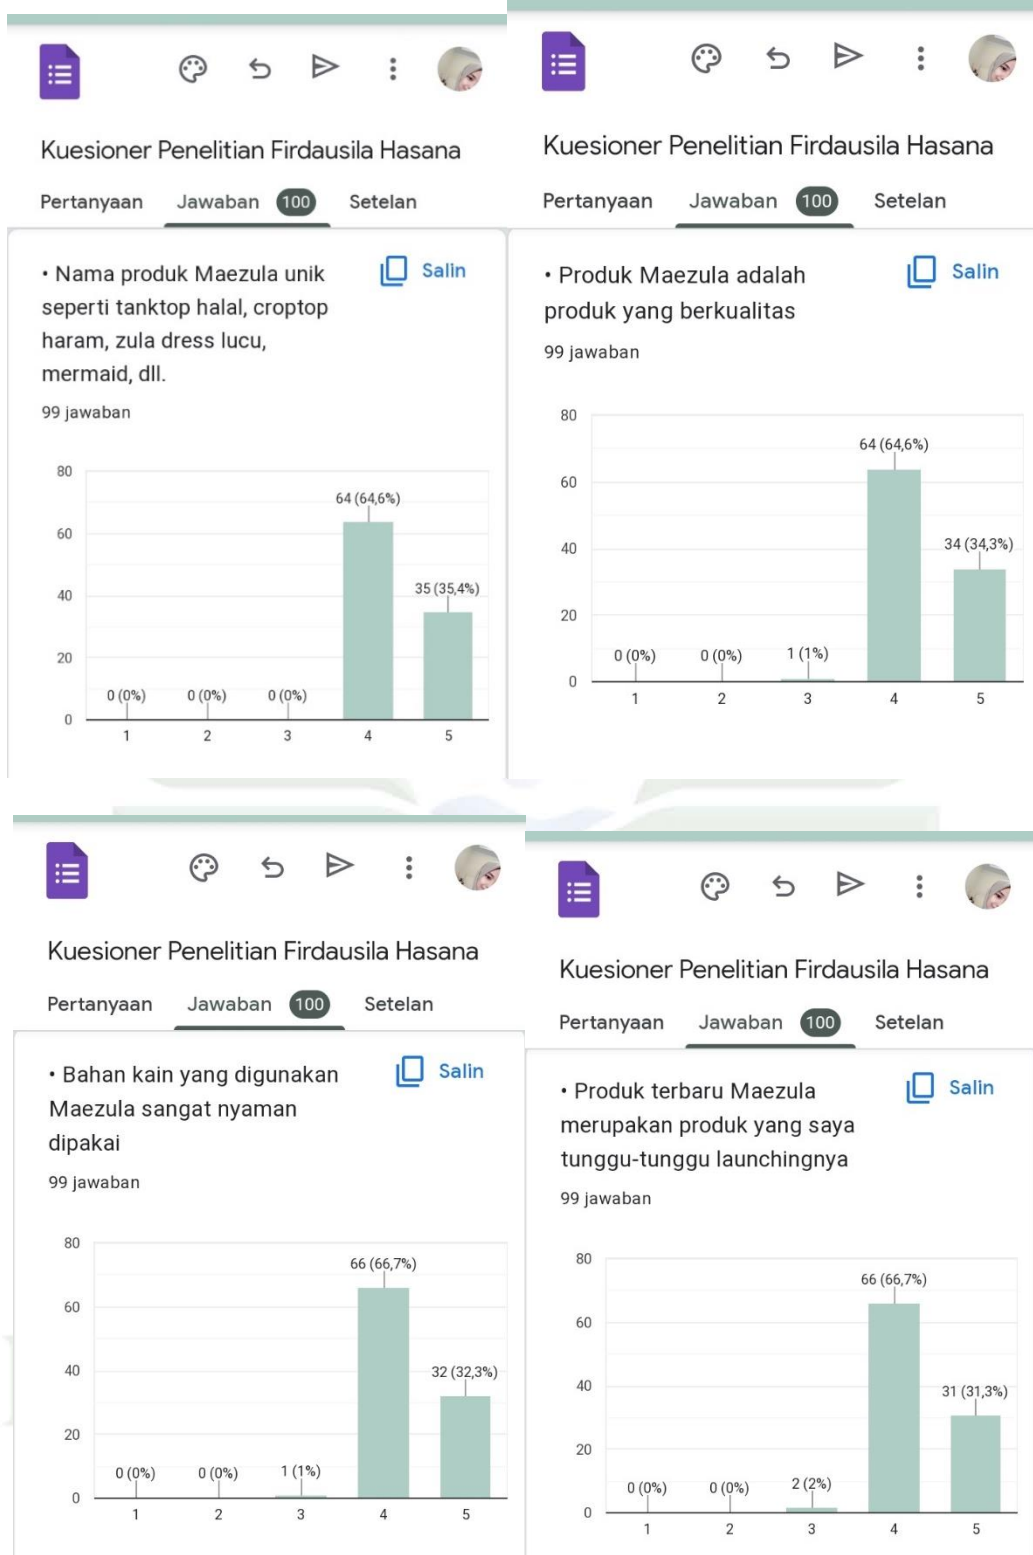 Kuesioner Penelitian Firdausila Hasana
Pertanyaan Jawaban 100 Setelan
• Nama produk Maezula unik
seperti tanktop halal, croptop
haram, zula dress lucu,
mermaid, dll.
Salin
99 jawaban
80
60
40
20
0
0 (0%)
0 (0%)
0 (0%)
64 (64,6%)
35 (35,4%)
1 2 3 4 5
Kuesioner Penelitian Firdausila Hasana
Pertanyaan Jawaban 100 Setelan
• Produk Maezula adalah
produk yang berkualitas
Salin
99 jawaban
80
60
40
20
0
0 (0%)
0 (0%)
1 (1%)
64 (64,6%)
34 (34,3%)
1 2 3 4 5
Kuesioner Penelitian Firdausila Hasana
Pertanyaan Jawaban 100 Setelan
• Bahan kain yang digunakan
Maezula sangat nyaman
dipakai
Salin
99 jawaban
80
60
40
20
0
0 (0%)
0 (0%)
1 (1%)
66 (66,7%)
32 (32,3%)
1 2 3 4 5
Kuesioner Penelitian Firdausila Hasana
Pertanyaan Jawaban 100 Setelan
• Produk terbaru Maezula
merupakan produk yang saya
tunggu-tunggu launchingnya
Salin
99 jawaban
80
60
40
20
0
0 (0%)
0 (0%)
2 (2%)
66 (66,7%)
31 (31,3%)
1 2 3 4 5